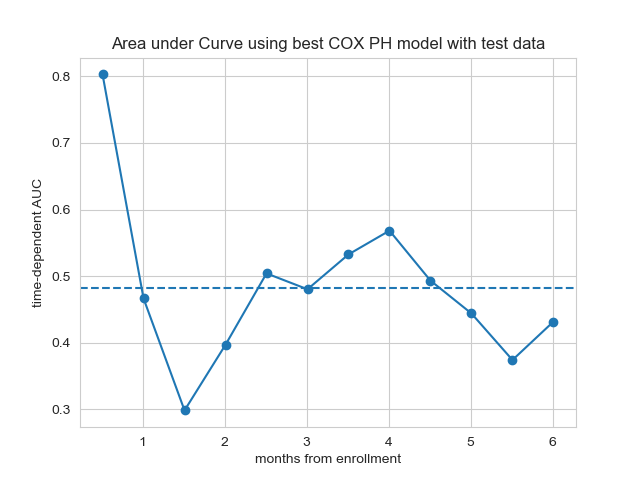 Area under Curve using best COX PH model with test data
0.8
0.7
0.6
0.5
0.4
0.3
time-dependent AUC
1 2 3 4 5 6
months from enrollment